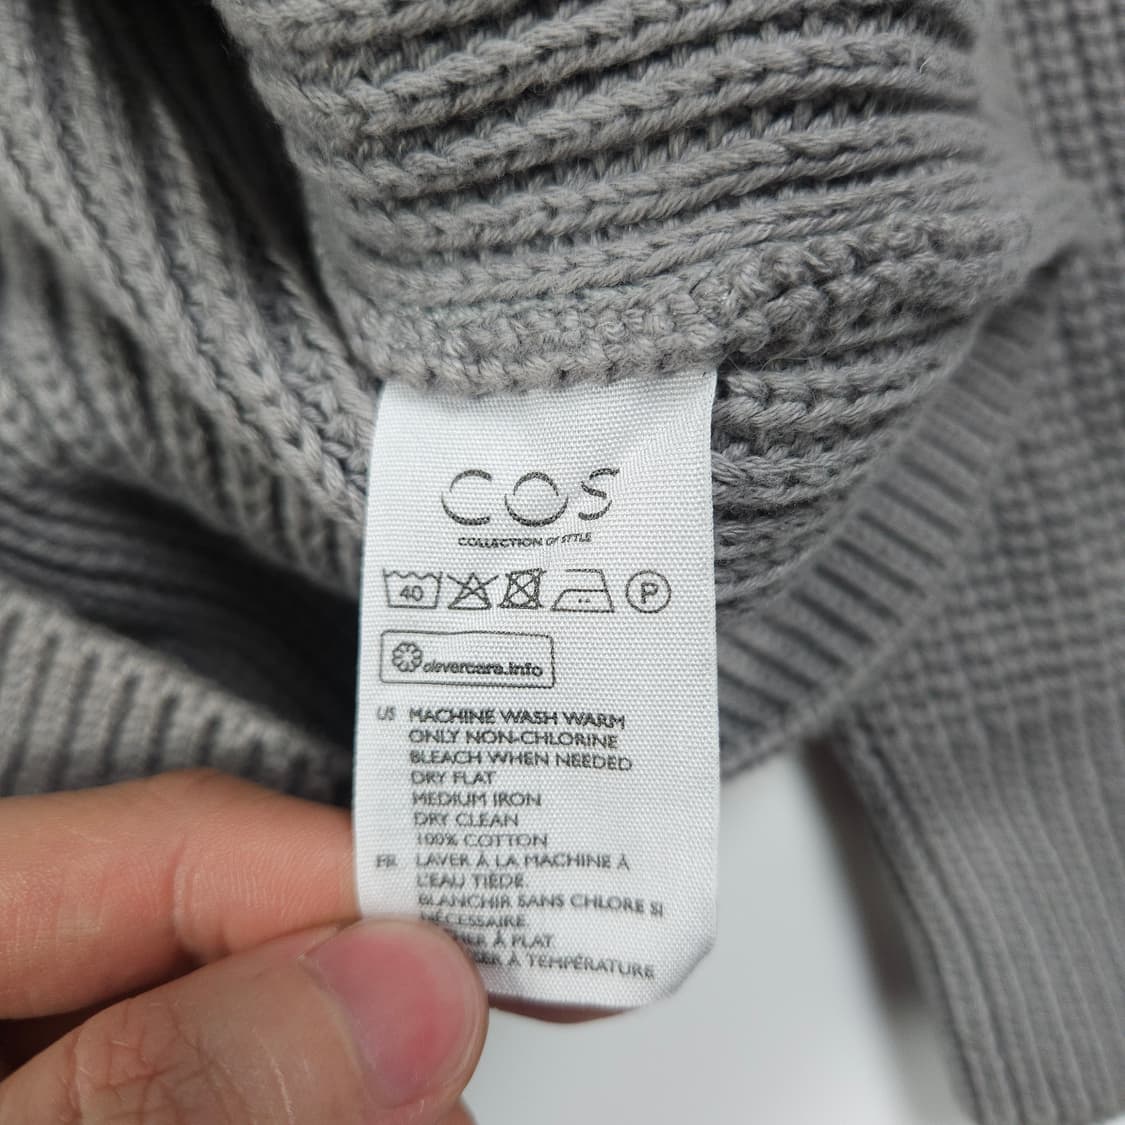 COS
COLLECTION OF STYLE
40 P
clevercare.info
US MACHINE WASH WARM
ONLY NON-CHLORINE
BLEACH WHEN NEEDED
DRY FLAT
MEDIUM IRON
DRY CLEAN
100% COTTON
FR LAVER À LA MACHINE À
L'EAU TIÈDE
BLANCHIR SANS CHLORE SI
NÉCESSAIRE
À PLAT
À TEMPÉRATURE